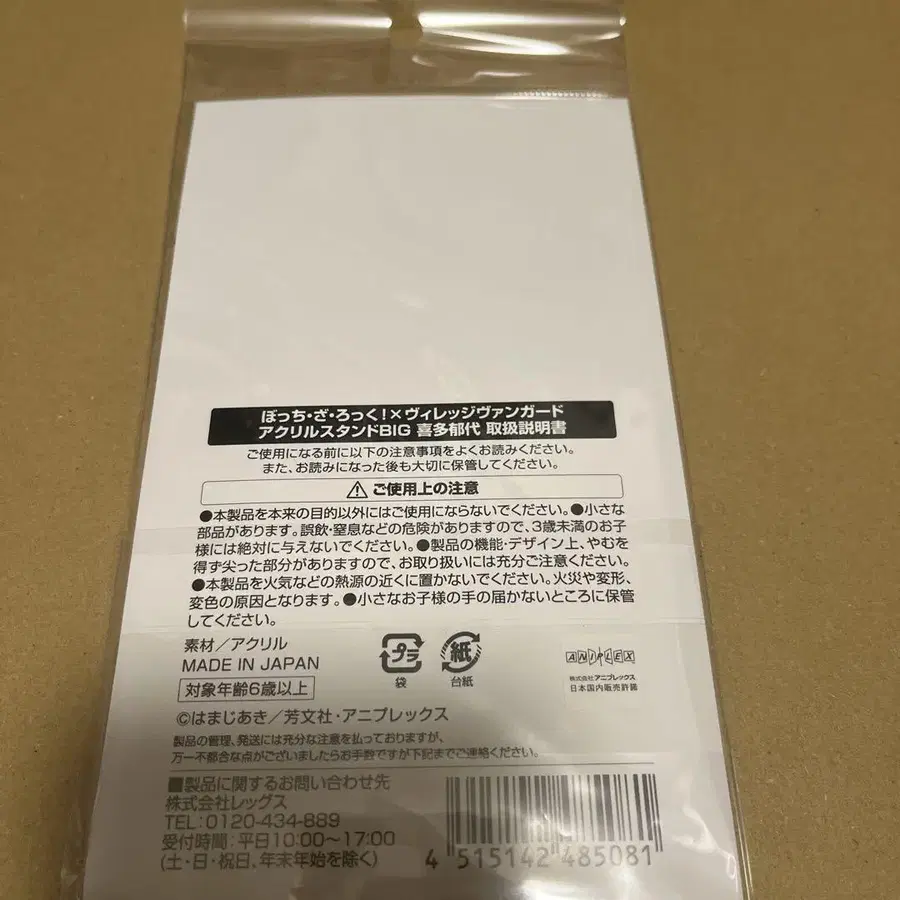 ぼっち・ざ・ろっく!×ヴィレッジヴァンガード
アクリルスタンドBIG 喜多郁代 取扱説明書
ご使用になる前に以下の注意事項をよくお読みください。
また、お読みになった後も大切に保管してください。
ご使用上の注意
●本製品を本来の目的以外にはご使用にならないでください。●小さな
部品があります。誤飲・窒息などの危険がありますので、3歳未満のお子
様には絶対に与えないでください。●製品の機能・デザイン上、やむを
得ず尖った部分がありますので、お取り扱いには充分ご注意ください。
●本製品を火気などの熱源の近くに置かないでください。火災や変形、
変色の原因となります。●小さなお子様の手の届かないところに保管
してください。
素材/アクリル
MADE IN JAPAN
対象年齢6歳以上
プラ
袋
紙
台紙
ANIPLEX
株式会社アニプレックス
日本国内販売許諾
©はまじあき/芳文社・アニプレックス
製品の管理、発送には充分な注意を払っておりますが、
万一不都合な点がございましたらお手数ですが下記までご連絡ください。
■製品に関するお問い合わせ先
株式会社レッグス
TEL:0120-434-889
受付時間:平日10:00~17:00
(土・日・祝日、年末年始を除く)
4 515142 485081